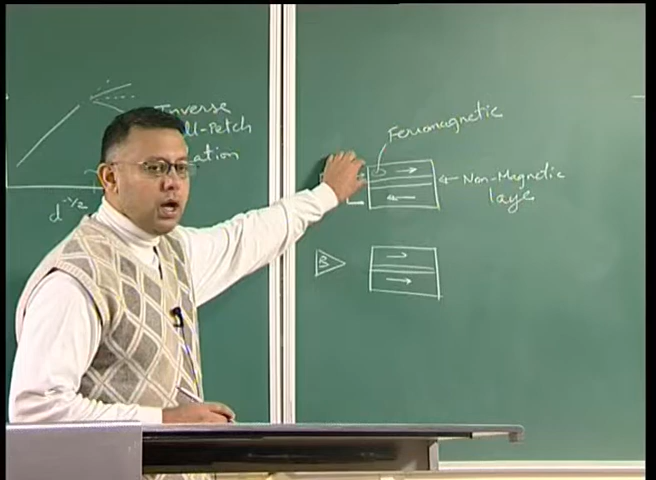 Inverse
ll-Petch
ation
d^-1/2
Ferromagnetic
Non-Magnetic
laye
B